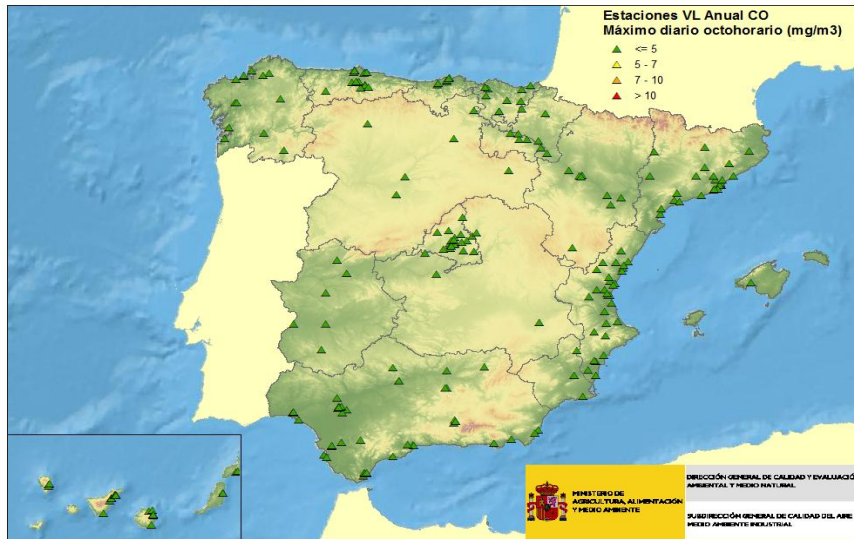 Estaciones VL Anual CO
Máximo diario octohorario (mg/m3)
<= 5
5 - 7
7 - 10
> 10
MINISTERIO DE
AGRICULTURA, ALIMENTACIÓN
Y MEDIO AMBIENTE
DIRECCIÓN GENERAL DE CALIDAD Y EVALUACIÓ
AMBIENTAL Y MEDIO NATURAL
SUBDIRECCIÓN GENERAL DE CALIDAD DEL AIRE
MEDIO AMBIENTE INDUSTRIAL